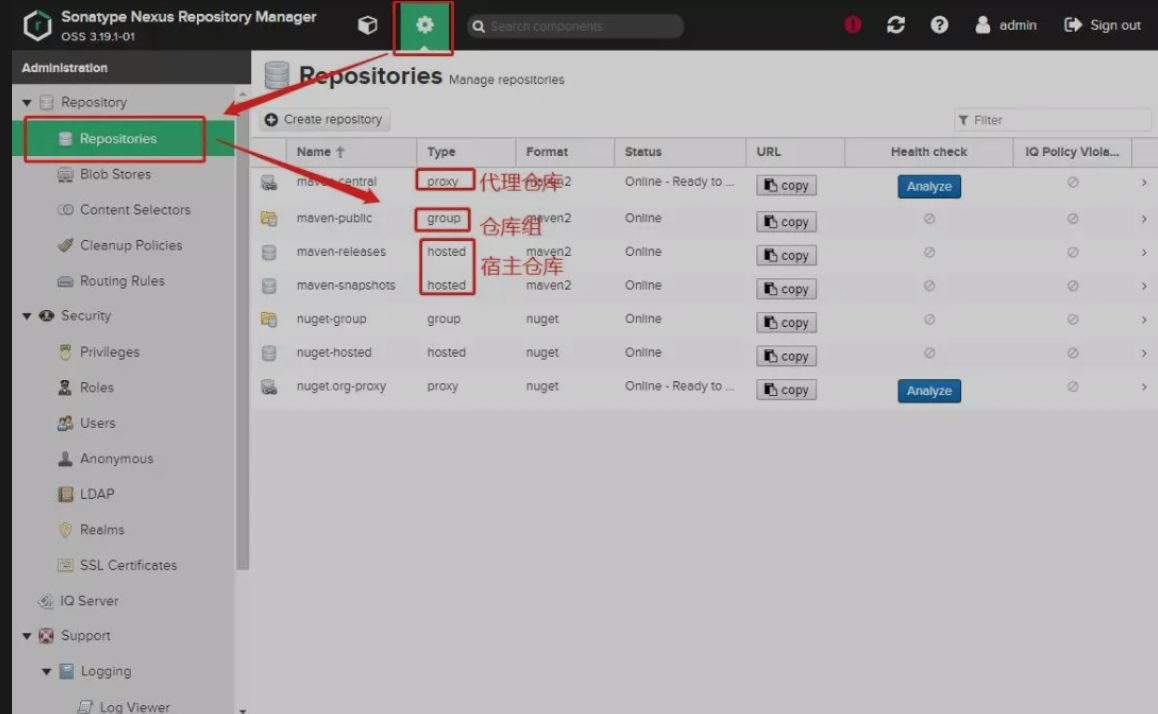 Sonatype Nexus Repository Manager
OSS 3.19.1-01
Search components
admin
Sign out
Administration
Repository
Repositories
Blob Stores
Content Selectors
Cleanup Policies
Routing Rules
Security
Privileges
Roles
Users
Anonymous
LDAP
Realms
SSL Certificates
IQ Server
Support
Logging
Log Viewer
Repositories Manage repositories
Create repository
Filter
Name Type Format Status URL Health check IQ Policy Viola...
maven-central proxy 代理仓库 maven2 Online - Ready to ... copy Analyze
maven-public group maven2 Online copy
仓库组
maven-releases hosted maven2 Online copy
宿主仓库
maven-snapshots hosted maven2 Online copy
nuget-group group nuget Online copy
nuget-hosted hosted nuget Online copy
nuget.org-proxy proxy nuget Online - Ready to ... copy Analyze